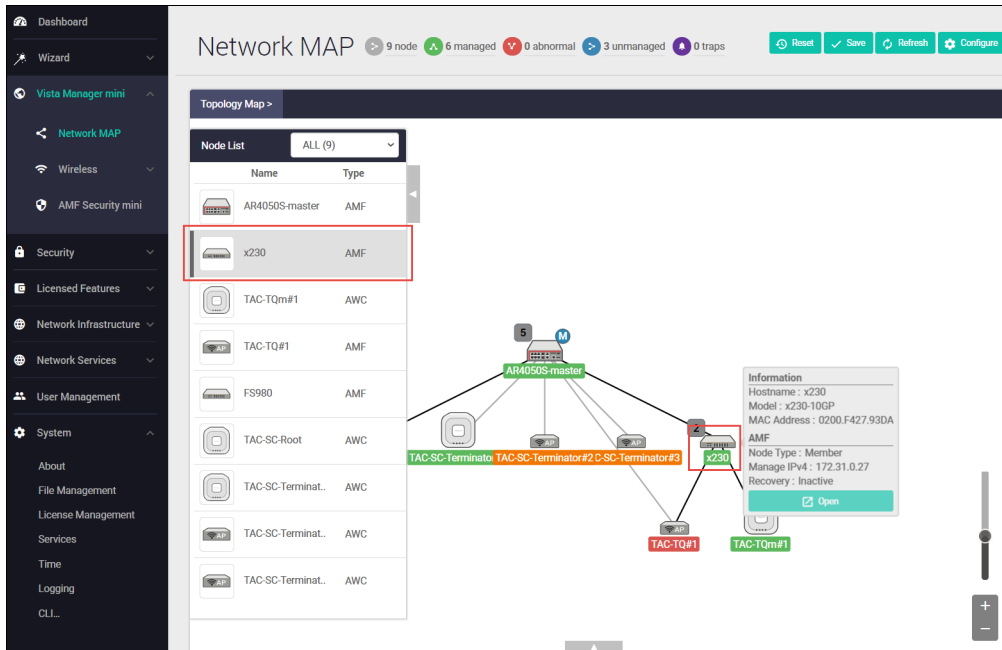 Dashboard
Wizard
Vista Manager mini
Network MAP
Wireless
AMF Security mini
Security
Licensed Features
Network Infrastructure
Network Services
User Management
System
About
File Management
License Management
Services
Time
Logging
CLI...
Network MAP 9 node 6 managed 0 abnormal 3 unmanaged 0 traps
Reset Save Refresh Configure
Topology Map >
Node List ALL (9)
Name Type
AR4050S-master AMF
x230 AMF
TAC-TQm#1 AWC
TAC-TQ#1 AMF
FS980 AMF
TAC-SC-Root AWC
TAC-SC-Terminat.. AWC
TAC-SC-Terminat.. AWC
TAC-SC-Terminat.. AWC
5 M
AR4050S-master
AP AP
TAC-SC-Terminato TAC-SC-Terminator#2 C-SC-Terminator#3
2
x230
AP
TAC-TQ#1 TAC-TQm#1
Information
Hostname : x230
Model : x230-10GP
MAC Address : 0200.F427.93DA
AMF
Node Type : Member
Manage IPv4 : 172.31.0.27
Recovery : Inactive
Open
+
−